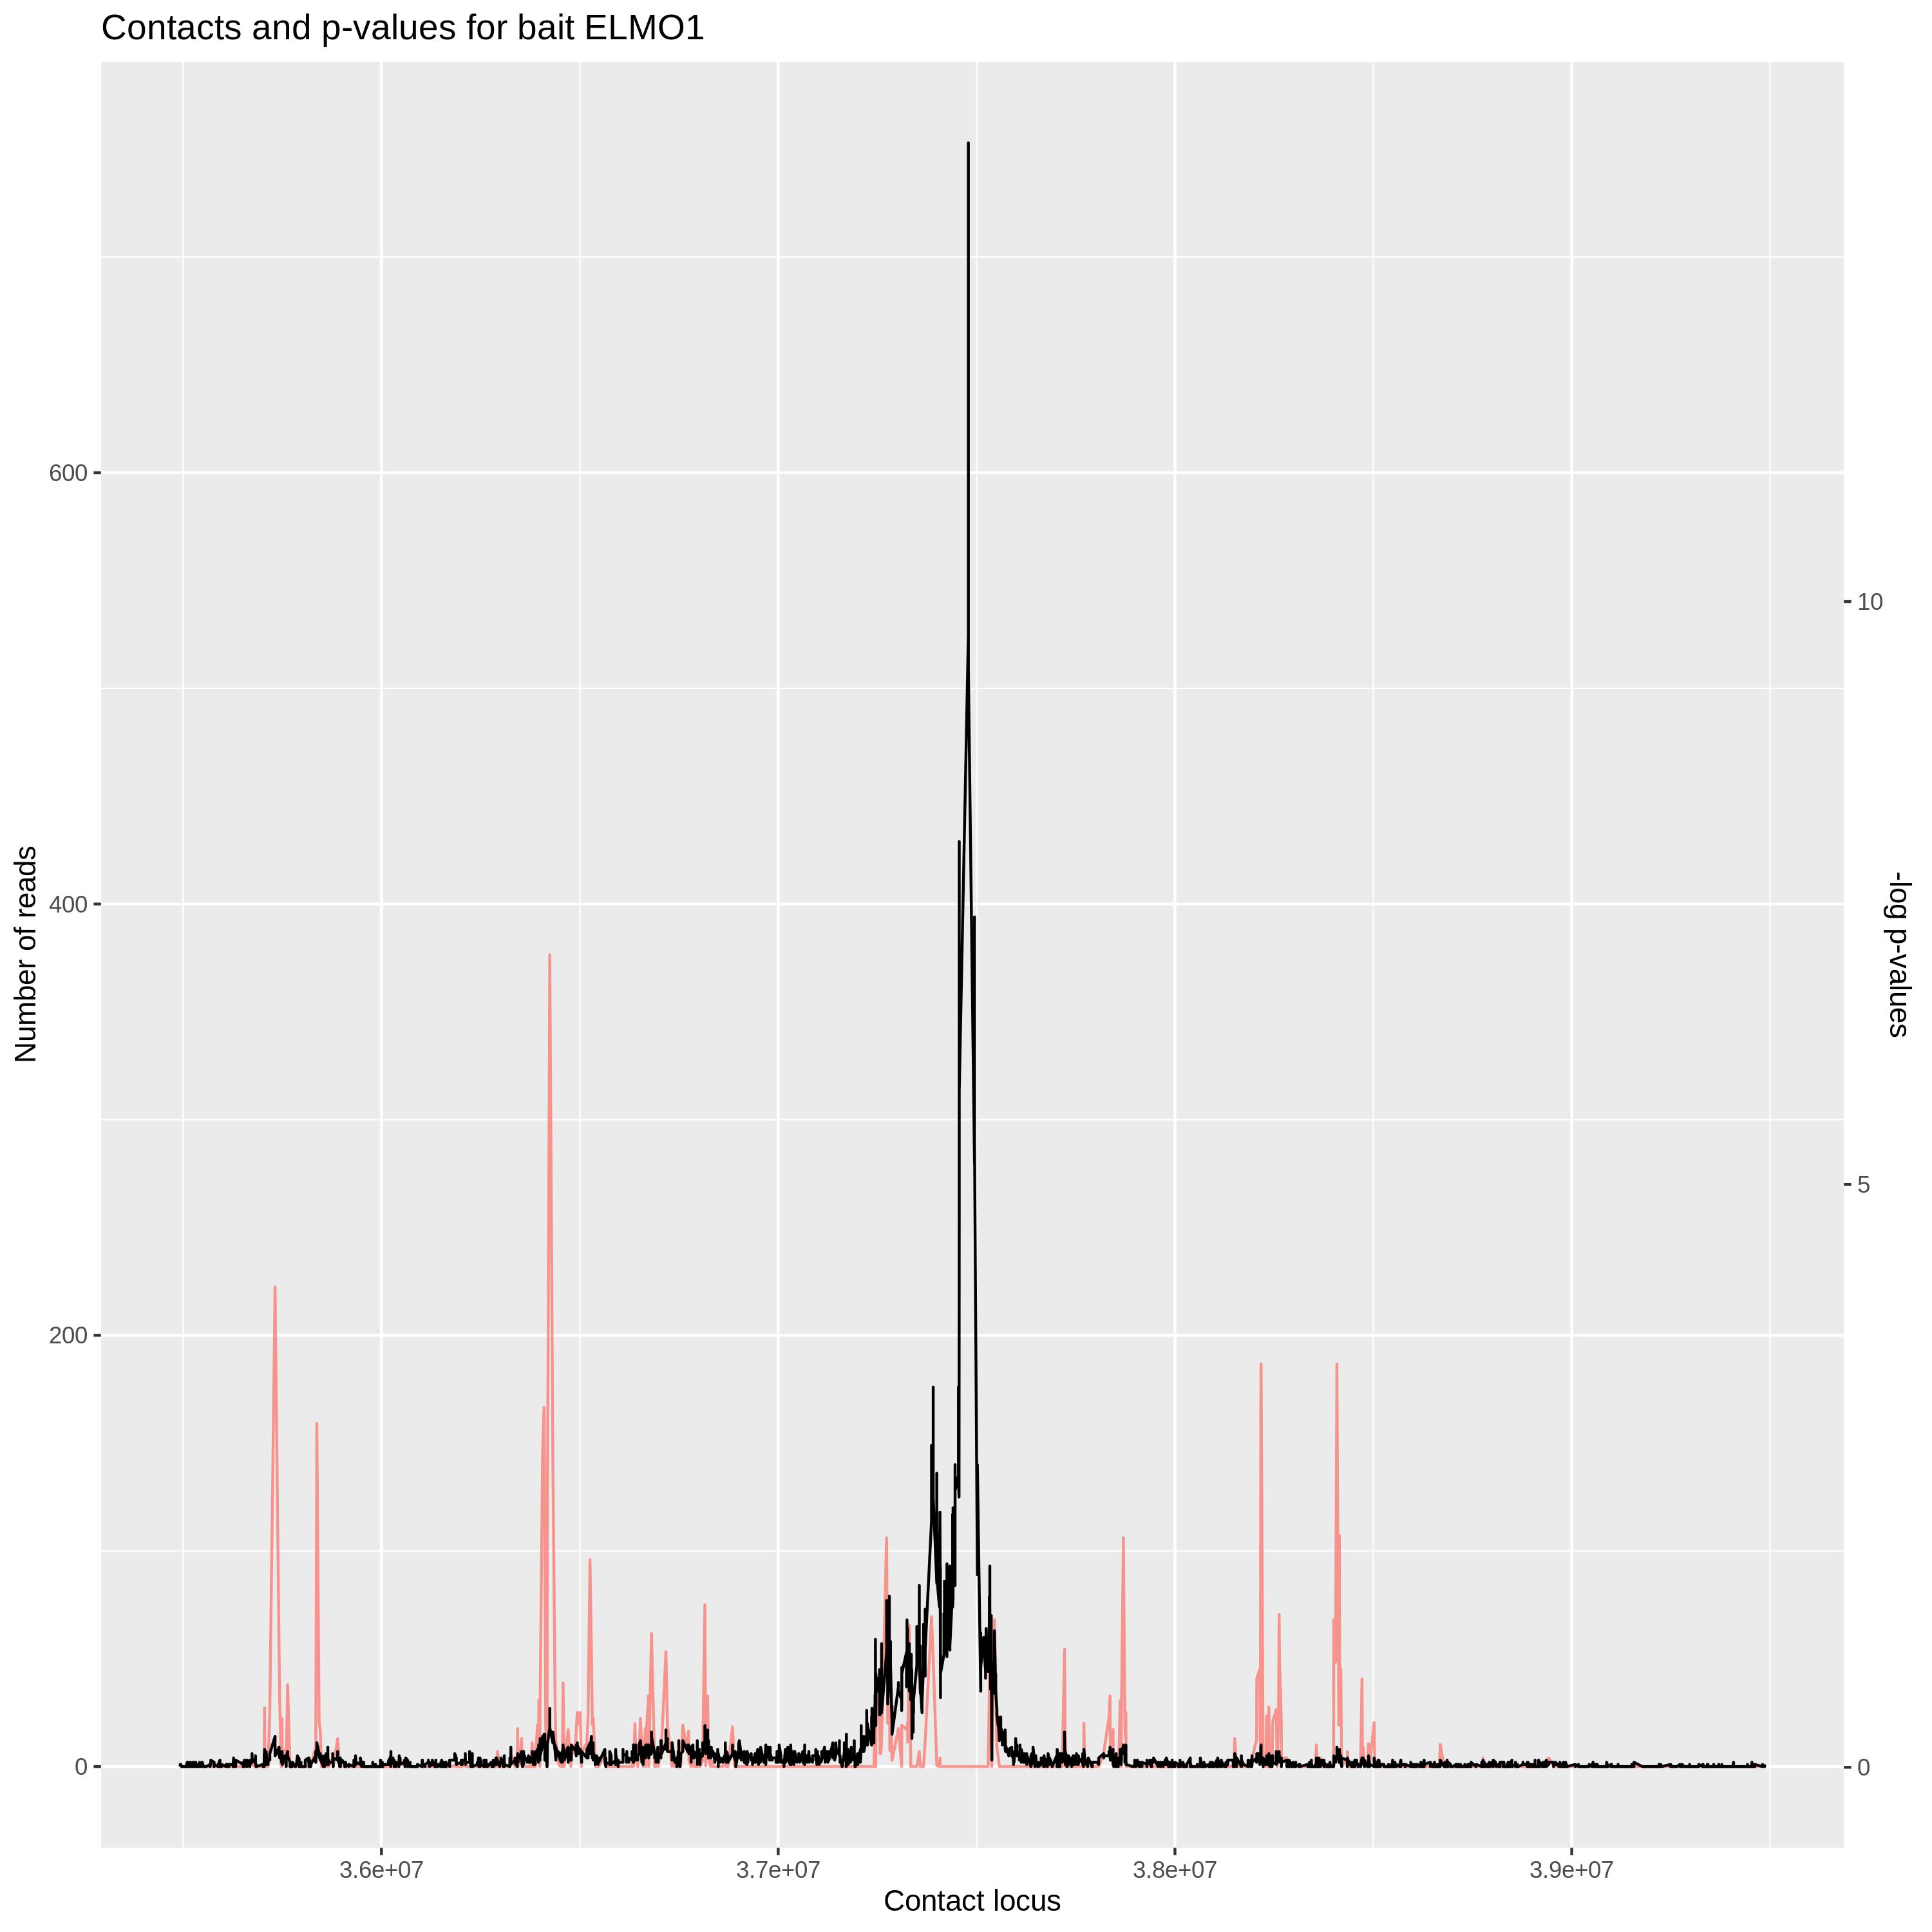 Contacts and p-values for bait ELMO1
Number of reads
600
400
200
0
10
5
0
-log p-values
3.6e+07
3.7e+07
3.8e+07
3.9e+07
Contact locus